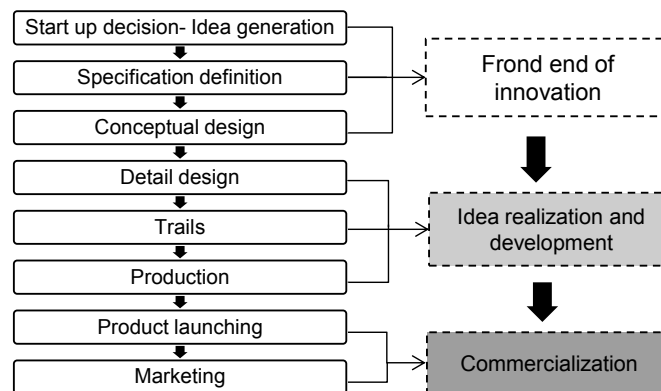 Start up decision- Idea generation
Specification definition
Conceptual design
Detail design
Trails
Production
Product launching
Marketing
Frond end of
innovation
Idea realization and
development
Commercialization